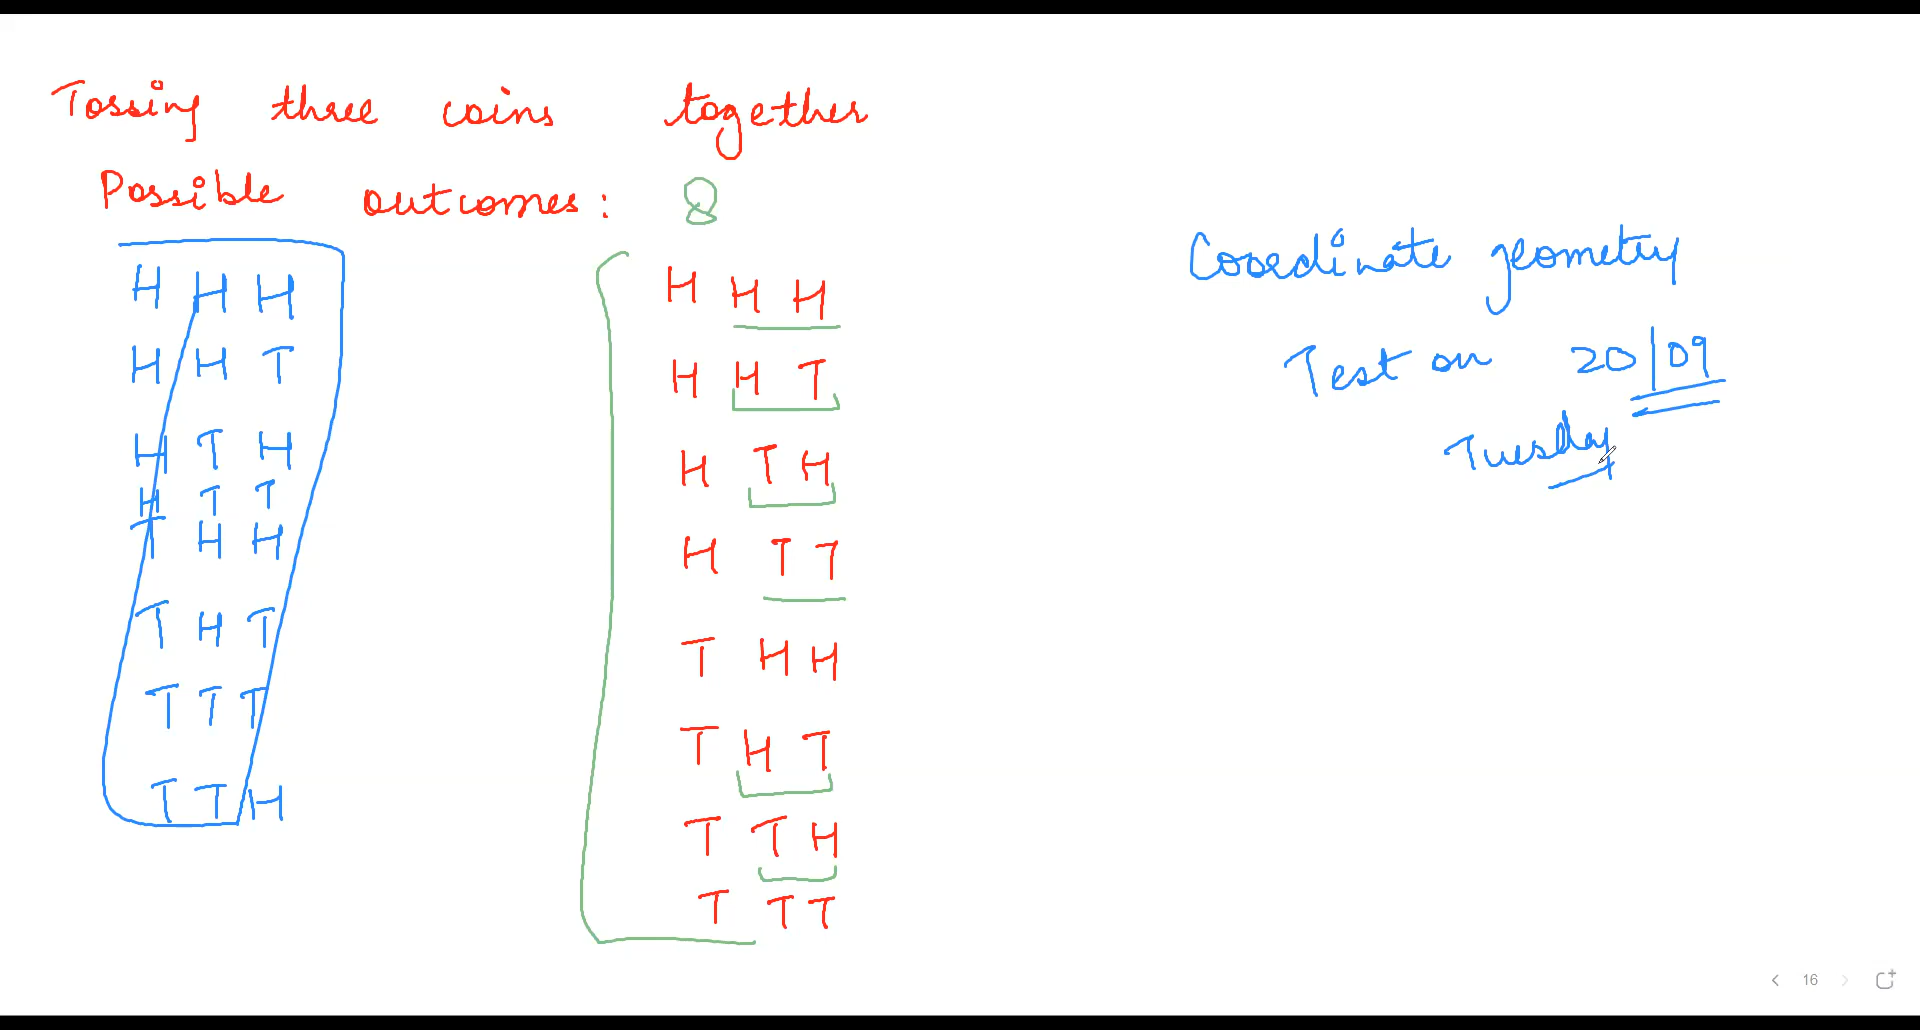 Tossing three coins together
Possible outcomes: 8
H H H
H H T
H T H
H T T
T H H
T H T
T T T
T T H
H H H
H H T
H T H
H T T
T H H
T H T
T T H
T T T
Coordinate geometry
Test on 20/09
Tuesday
16